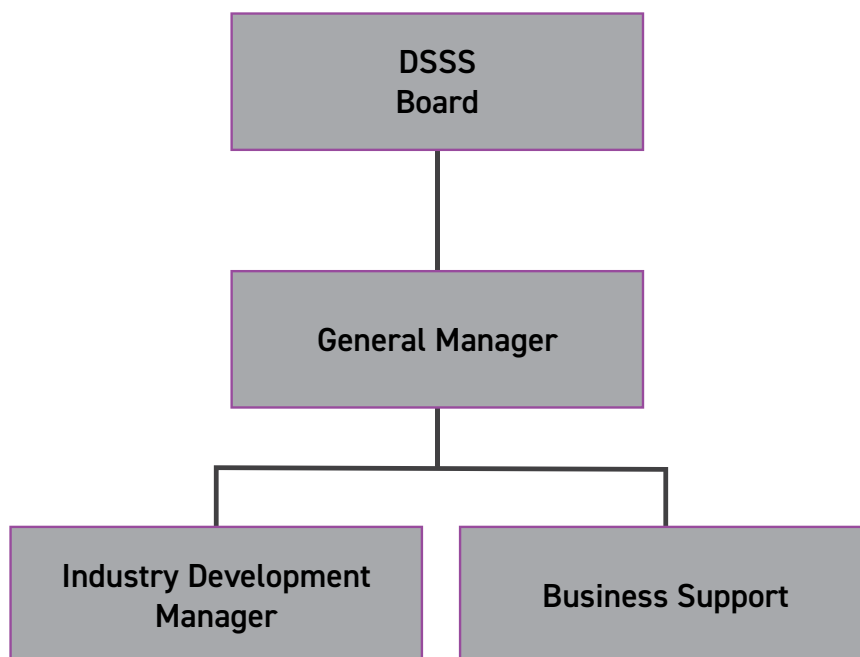 DSSS
Board
General Manager
Industry Development
Manager
Business Support